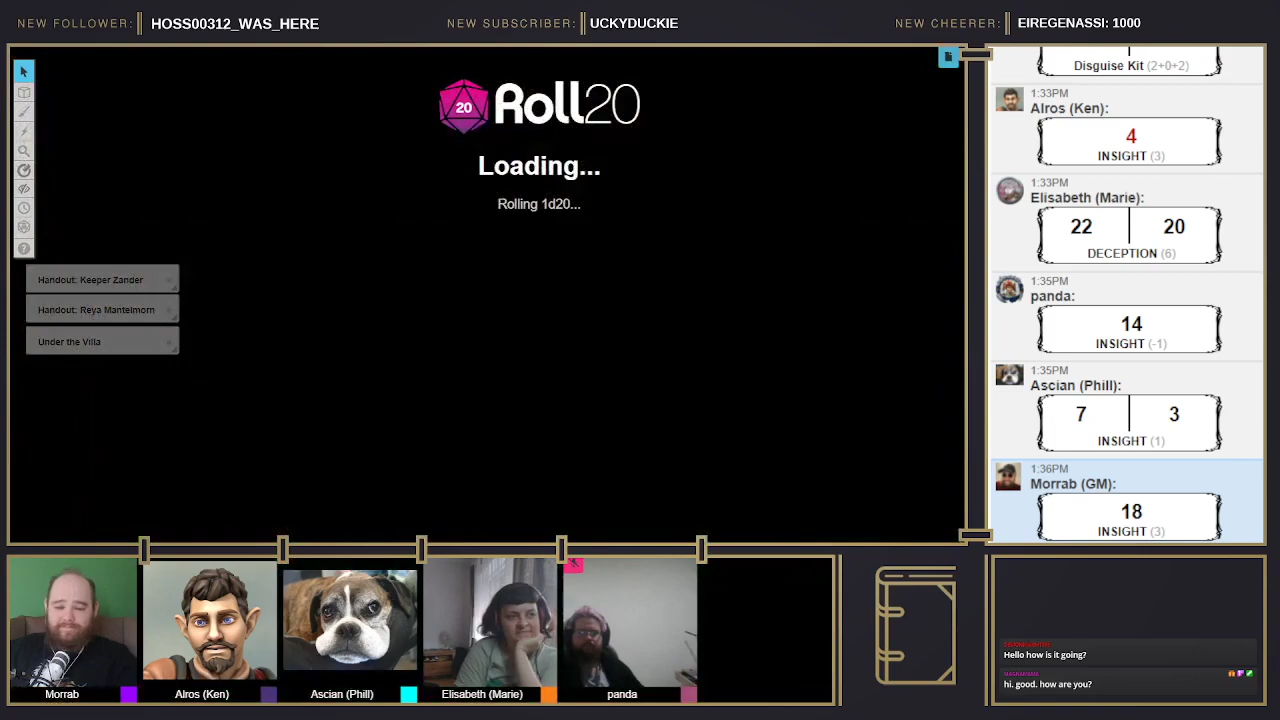 NEW FOLLOWER: HOSS00312_WAS_HERE
NEW SUBSCRIBER: UCKYDUCKIE
NEW CHEERER: EIREGENASSI: 1000
20 Roll20
Loading...
Rolling 1d20...
Handout: Keeper Zander
Handout: Reya Mantelmorn
Under the Villa
Disguise Kit (2+0+2)
1:33PM
Alros (Ken):
4
INSIGHT (3)
1:33PM
Elisabeth (Marie):
22 20
DECEPTION (6)
1:35PM
panda:
14
INSIGHT (-1)
1:35PM
Ascian (Phill):
7 3
INSIGHT (1)
1:36PM
Morrab (GM):
18
INSIGHT (3)
Morrab
Alros (Ken)
Ascian (Phill)
Elisabeth (Marie)
panda
Hello how is it going?
hi. good. how are you?